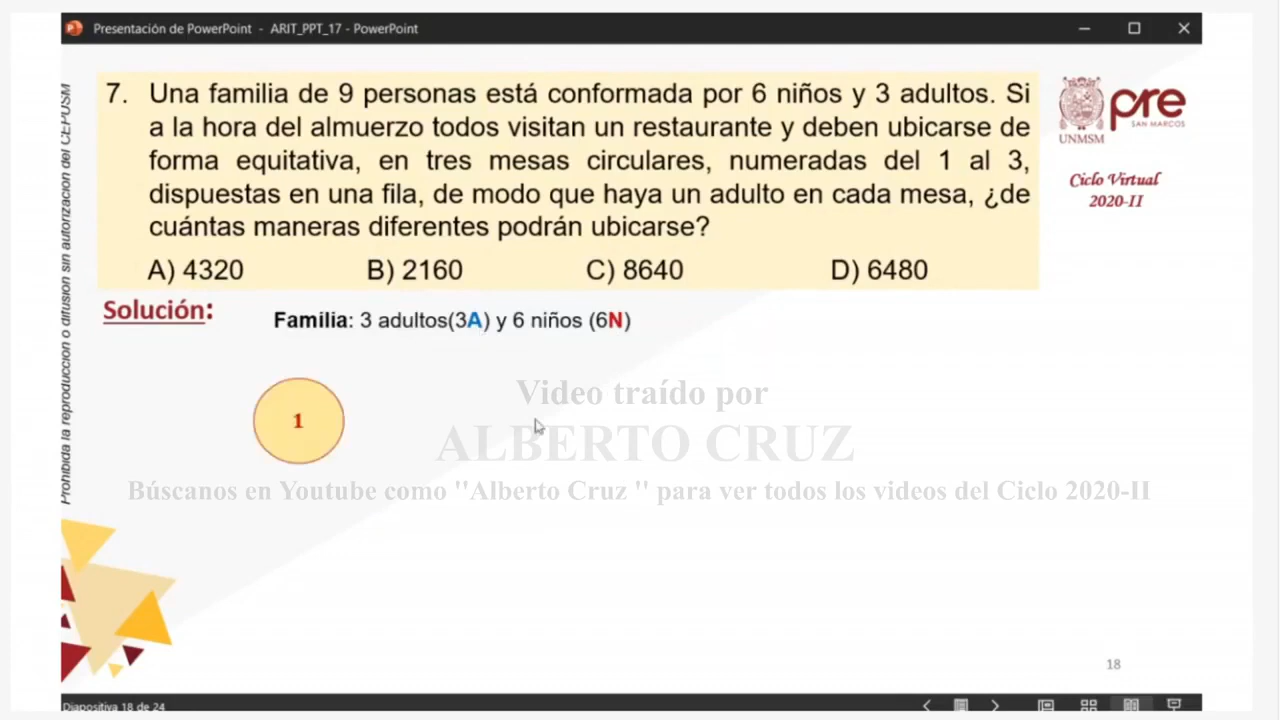 Presentación de PowerPoint - ARIT_PPT_17 - PowerPoint
7. Una familia de 9 personas está conformada por 6 niños y 3 adultos. Si
a la hora del almuerzo todos visitan un restaurante y deben ubicarse de
forma equitativa, en tres mesas circulares, numeradas del 1 al 3,
dispuestas en una fila, de modo que haya un adulto en cada mesa, ¿de
cuántas maneras diferentes podrán ubicarse?
A) 4320 B) 2160 C) 8640 D) 6480
Solución:
Familia: 3 adultos(3A) y 6 niños (6N)
1
Video traído por
ALBERTO CRUZ
Búscanos en Youtube como "Alberto Cruz " para ver todos los videos del Ciclo 2020-II
UNMSM
pre
SAN MARCOS
Ciclo Virtual
2020-II
Prohibida la reproduccion o difusion sin autorizacion del CEPUSM
18
Diapositiva 18 de 24